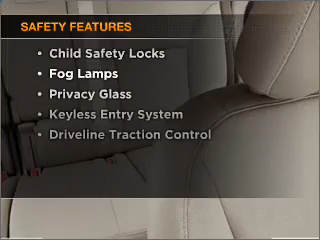 SAFETY FEATURES
• Child Safety Locks
• Fog Lamps
• Privacy Glass
• Keyless Entry System
• Driveline Traction Control